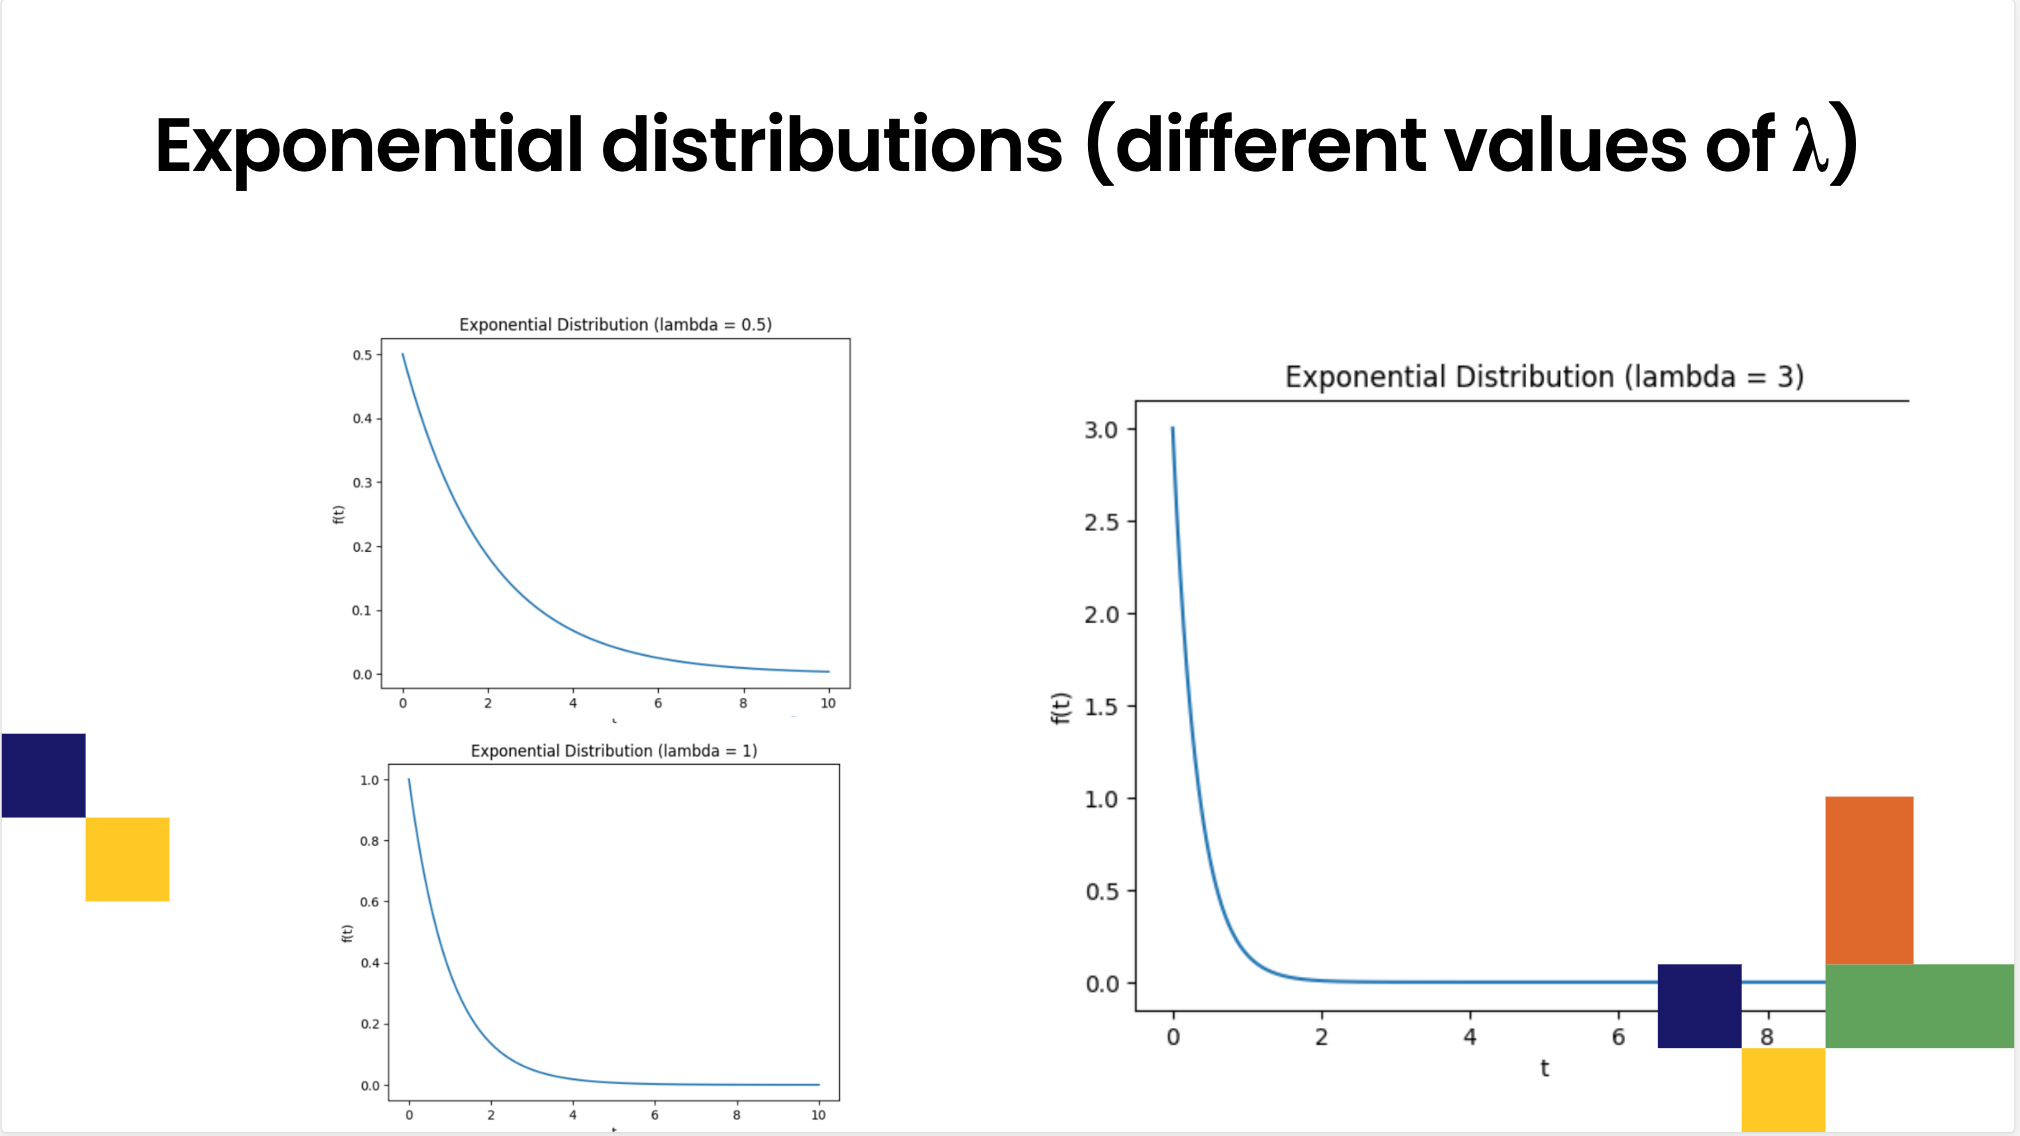 Exponential distributions (different values of λ)
Exponential Distribution (lambda = 0.5)
0.5
0.4
0.3
0.2
0.1
0.0
f(t)
0 2 4 6 8 10
Exponential Distribution (lambda = 1)
1.0
0.8
0.6
0.4
0.2
0.0
f(t)
0 2 4 6 8 10
Exponential Distribution (lambda = 3)
3.0
2.5
2.0
1.5
1.0
0.5
0.0
f(t)
0 2 4 6 8
t